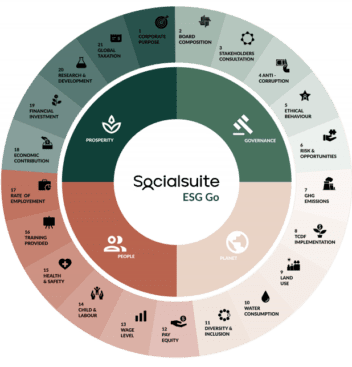 1
CORPORATE
PURPOSE
2
BOARD
COMPOSITION
3
STAKEHOLDERS
CONSULTATION
4 ANTI -
CORRUPTION
5
ETHICAL
BEHAVIOUR
6
RISK &
OPPORTUNITIES
7
GHG
EMISSIONS
8
TCDF
IMPLEMENTATION
9
LAND
USE
10
WATER
CONSUMPTION
11
DIVERSITY &
INCLUSION
12
PAY
EQUITY
13
WAGE
LEVEL
14
CHILD &
LABOUR
15
HEALTH
& SAFETY
16
TRAINING
PROVIDED
17
RATE OF
EMPLOYEMENT
18
ECONOMIC
CONTRIBUTION
19
FINANCIAL
INVESTMENT
20
RESEARCH &
DEVELOPMENT
21
GLOBAL
TAXATION
PROSPERITY
GOVERNANCE
PEOPLE
PLANET
Socialsuite
ESG Go